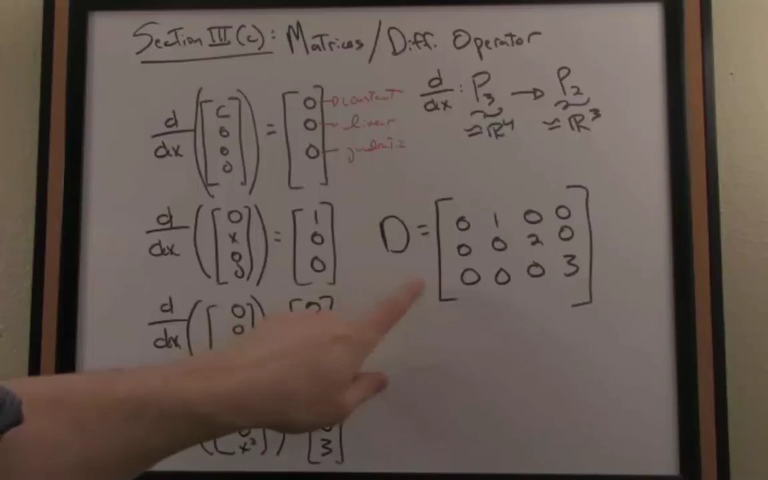 Section III(c): Matrices/Diff. Operator
d/dx : P₃ → P₂
≃ℝ⁴ ≃ℝ³
d/dx ([c 0 0 0]) = [0 0 0]
constant
linear
d/dx ([0 x 0 0]) = [1 0 0]
D = [0 1 0 0
0 0 2 0
0 0 0 3]
d/dx ([0 0
3]